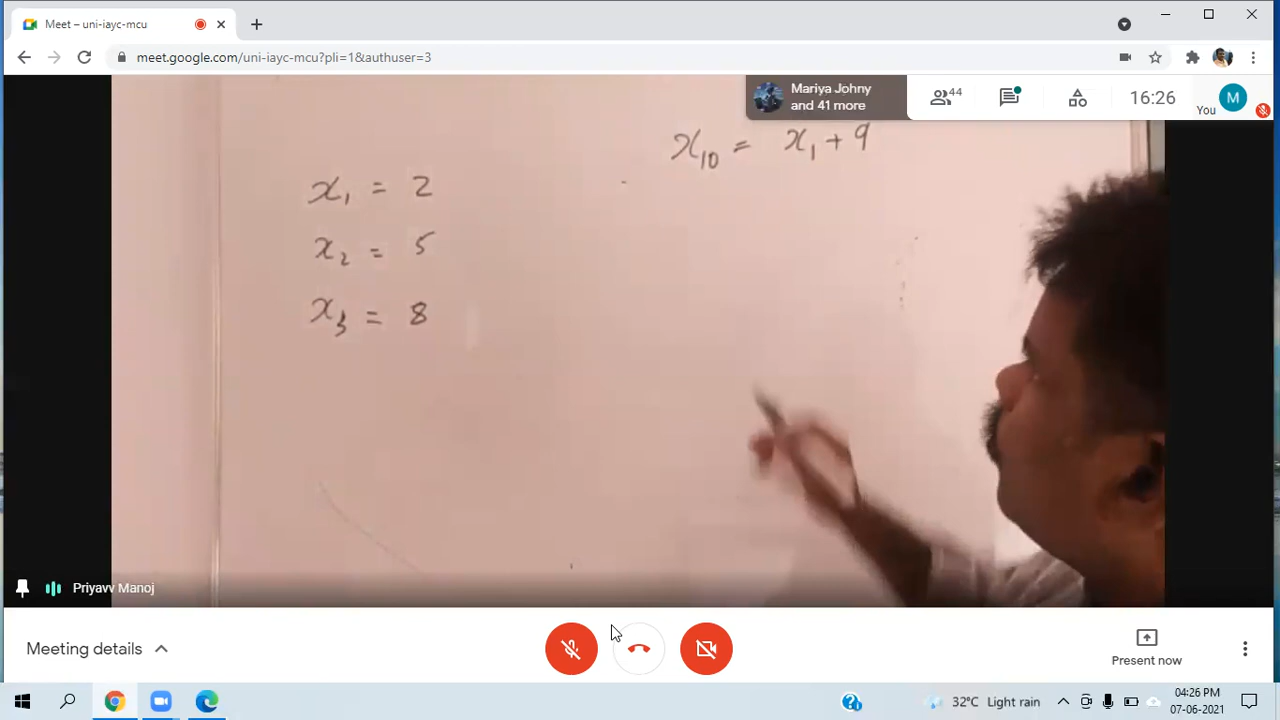 Meet – uni-iayc-mcu
meet.google.com/uni-iayc-mcu?pli=1&authuser=3
Mariya Johny
and 41 more
44
16:26
You
M
x₁₀ = x₁ + 9
x₁ = 2
x₂ = 5
x₃ = 8
Priyavv Manoj
Meeting details
Present now
32°C Light rain
04:26 PM
07-06-2021